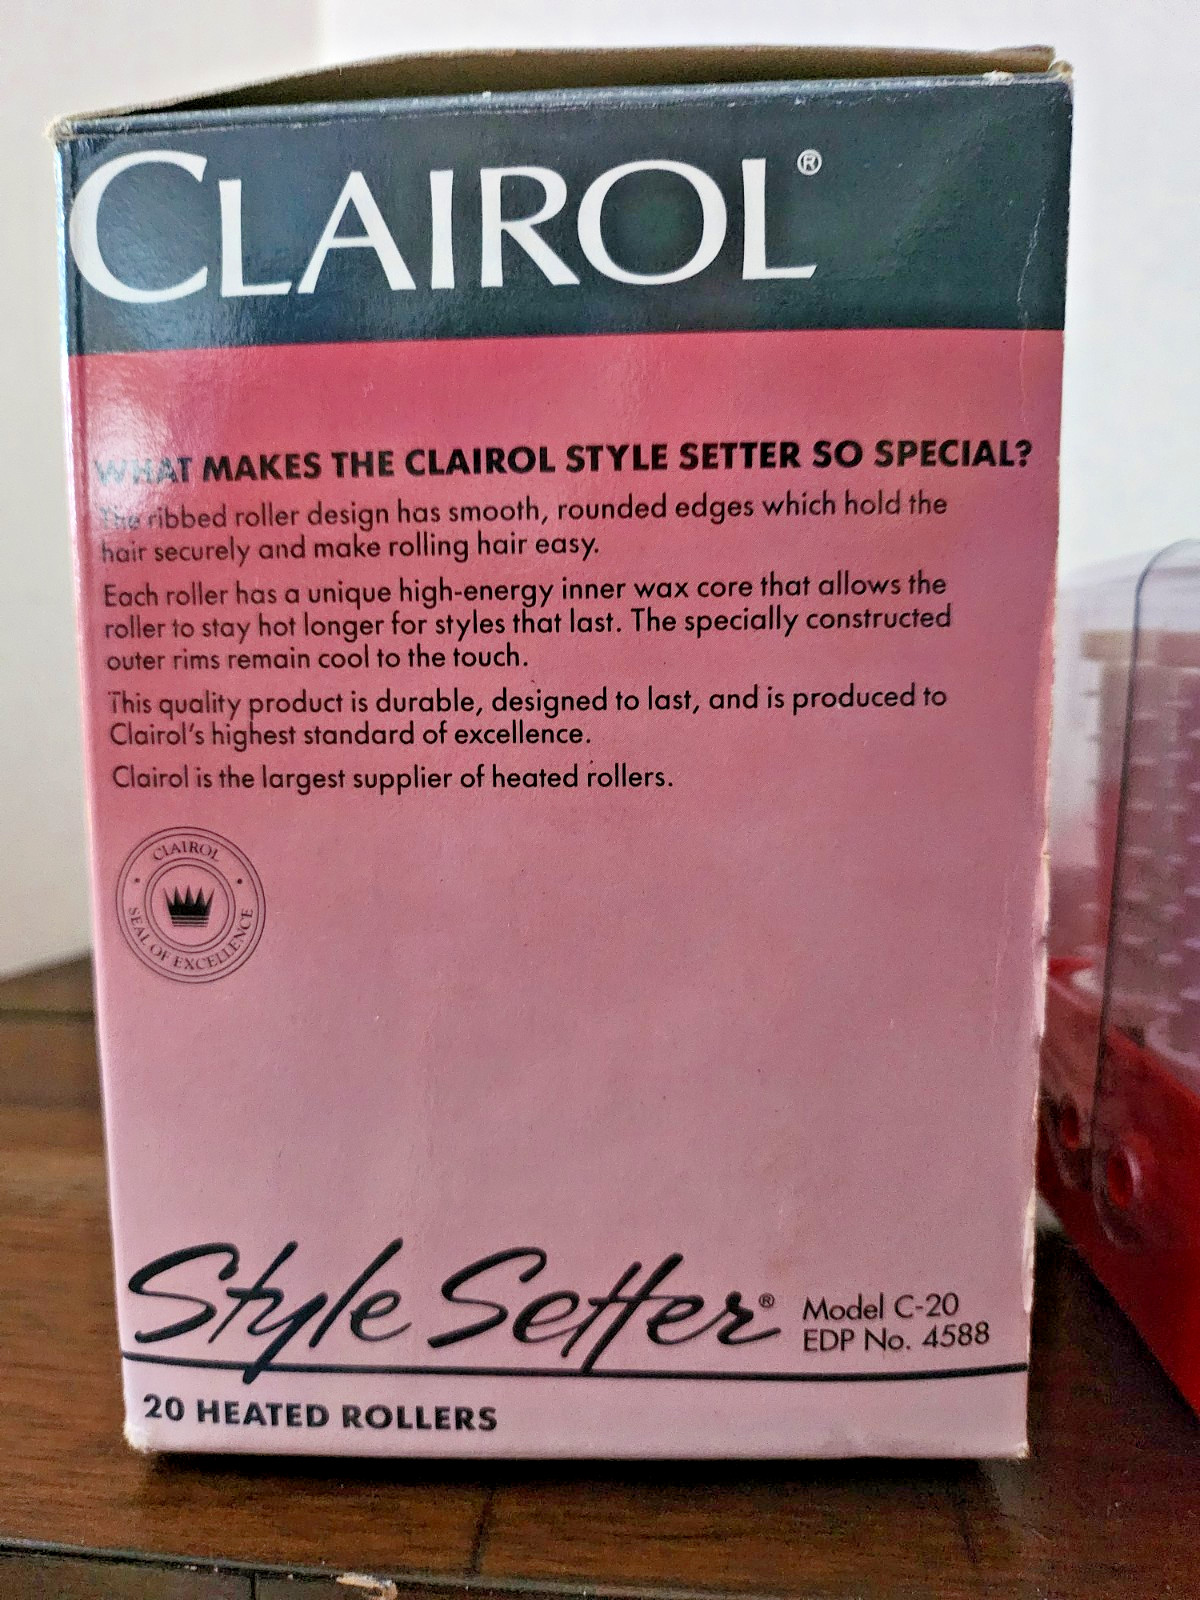 CLAIROL®
WHAT MAKES THE CLAIROL STYLE SETTER SO SPECIAL?
The ribbed roller design has smooth, rounded edges which hold the
hair securely and make rolling hair easy.
Each roller has a unique high-energy inner wax core that allows the
roller to stay hot longer for styles that last. The specially constructed
outer rims remain cool to the touch.
This quality product is durable, designed to last, and is produced to
Clairol's highest standard of excellence.
Clairol is the largest supplier of heated rollers.
CLAIROL
SEAL OF EXCELLENCE
Style Setter® Model C-20
EDP No. 4588
20 HEATED ROLLERS